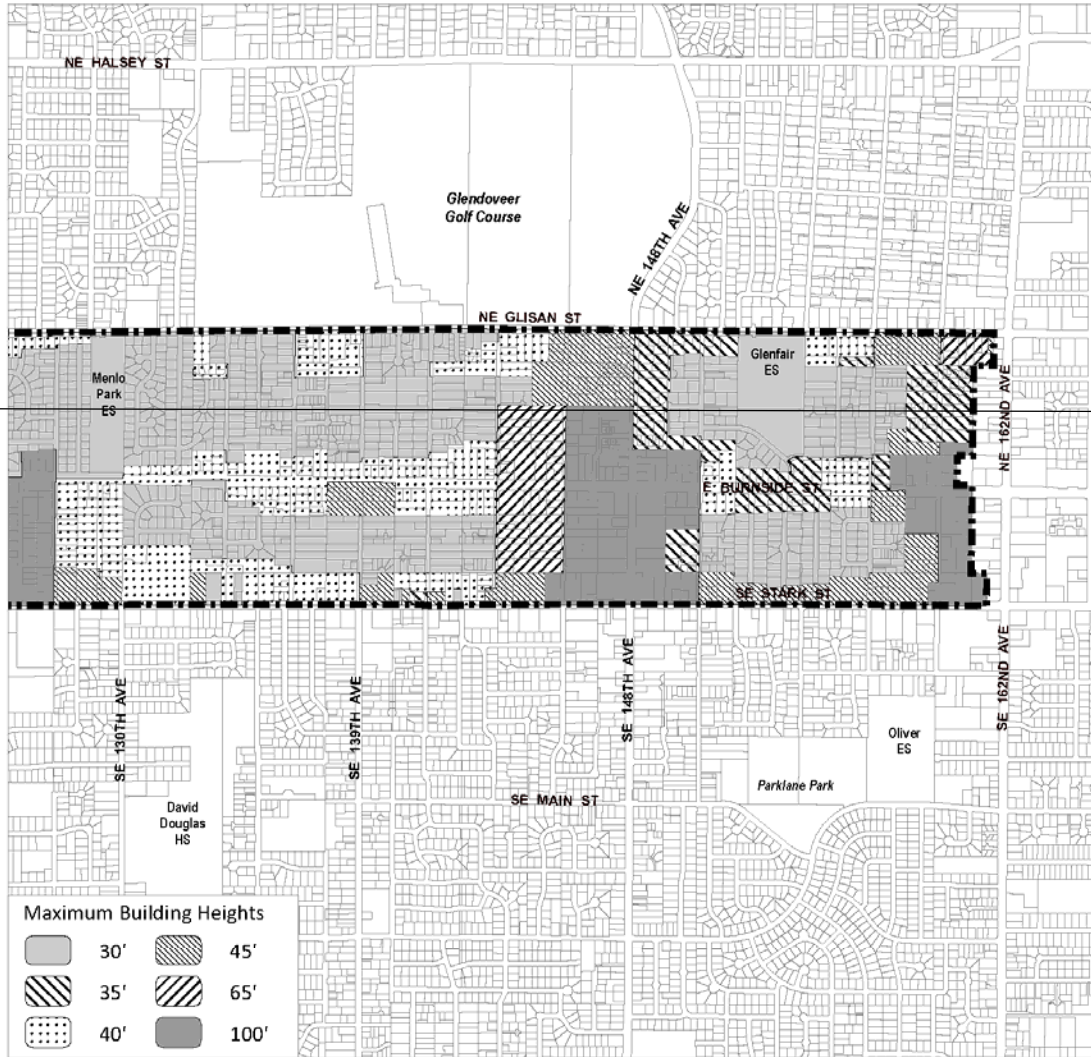 NE HALSEY ST
Glendoveer
Golf Course
NE 148TH AVE
NE GLISAN ST
Menlo
Park
ES
Glenfair
ES
NE 162ND AVE
E BURNSIDE ST
SE STARK ST
SE 130TH AVE
SE 139TH AVE
SE 148TH AVE
SE 162ND AVE
Oliver
ES
Parklane Park
SE MAIN ST
David
Douglas
HS
Maximum Building Heights
30' 45'
35' 65'
40' 100'